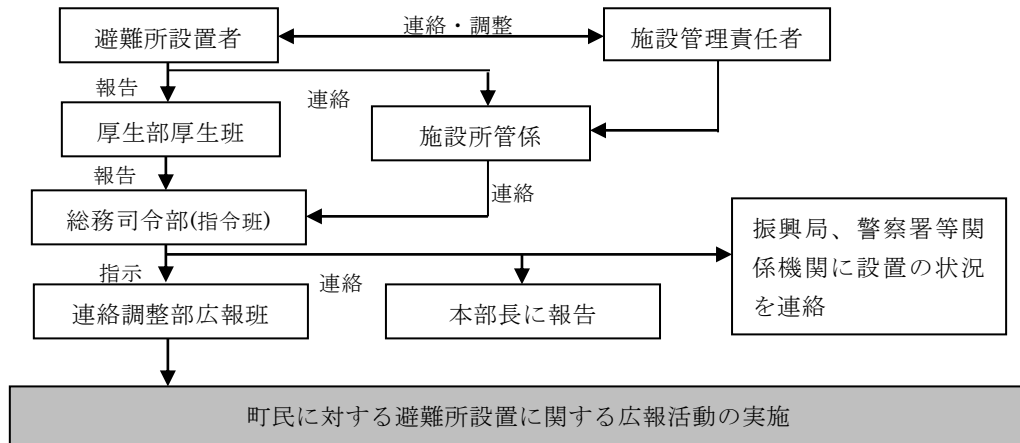 連絡・調整
避難所設置者
施設管理責任者
報告
連絡
厚生部厚生班
施設所管係
報告
連絡
総務司令部(指令班)
振興局、警察署等関
係機関に設置の状況
を連絡
指示
連絡
連絡調整部広報班
本部長に報告
町民に対する避難所設置に関する広報活動の実施